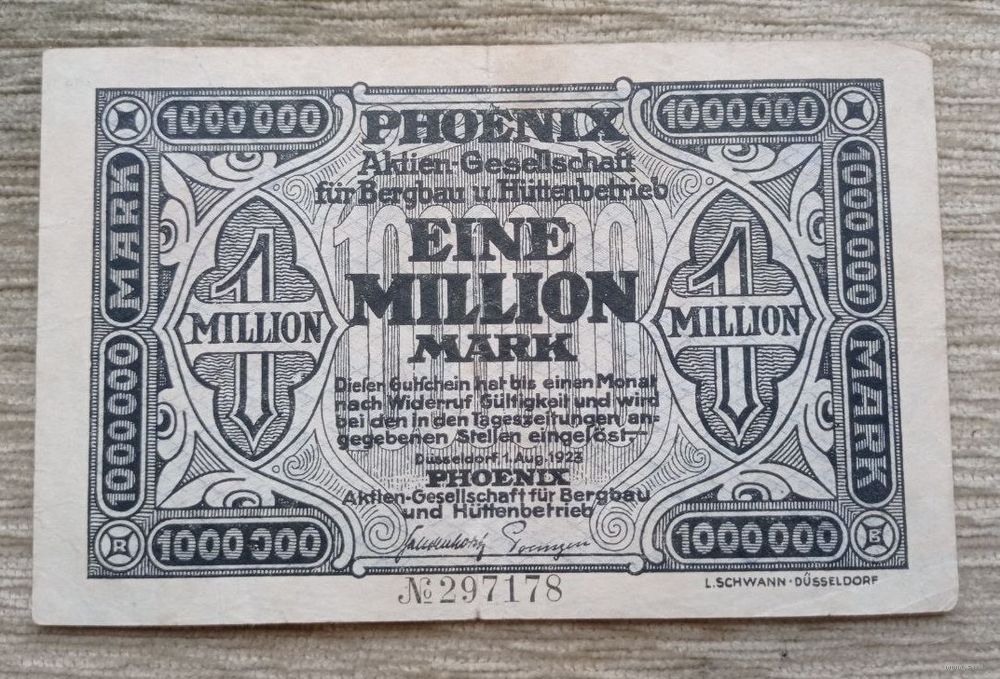 1000000
1000000
PHOENIX
Aktien-Gesellschaft
für Bergbau u. Hüttenbetrieb
MARK
1000000
EINE
MILLION
MARK
1
MILLION
1
MILLION
1000000
MARK
Dieser Gutschein hat bis einen Monat
nach Widerruf Gültigkeit und wird
bei den in den Tageszeitungen an-
gegebenen Stellen eingelöst.—
Düsseldorf 1. Aug. 1923
PHOENIX
Aktien-Gesellschaft für Bergbau
und Hüttenbetrieb
R
1000000
1000000
B
№ 297178
L. SCHWANN · DÜSSELDORF